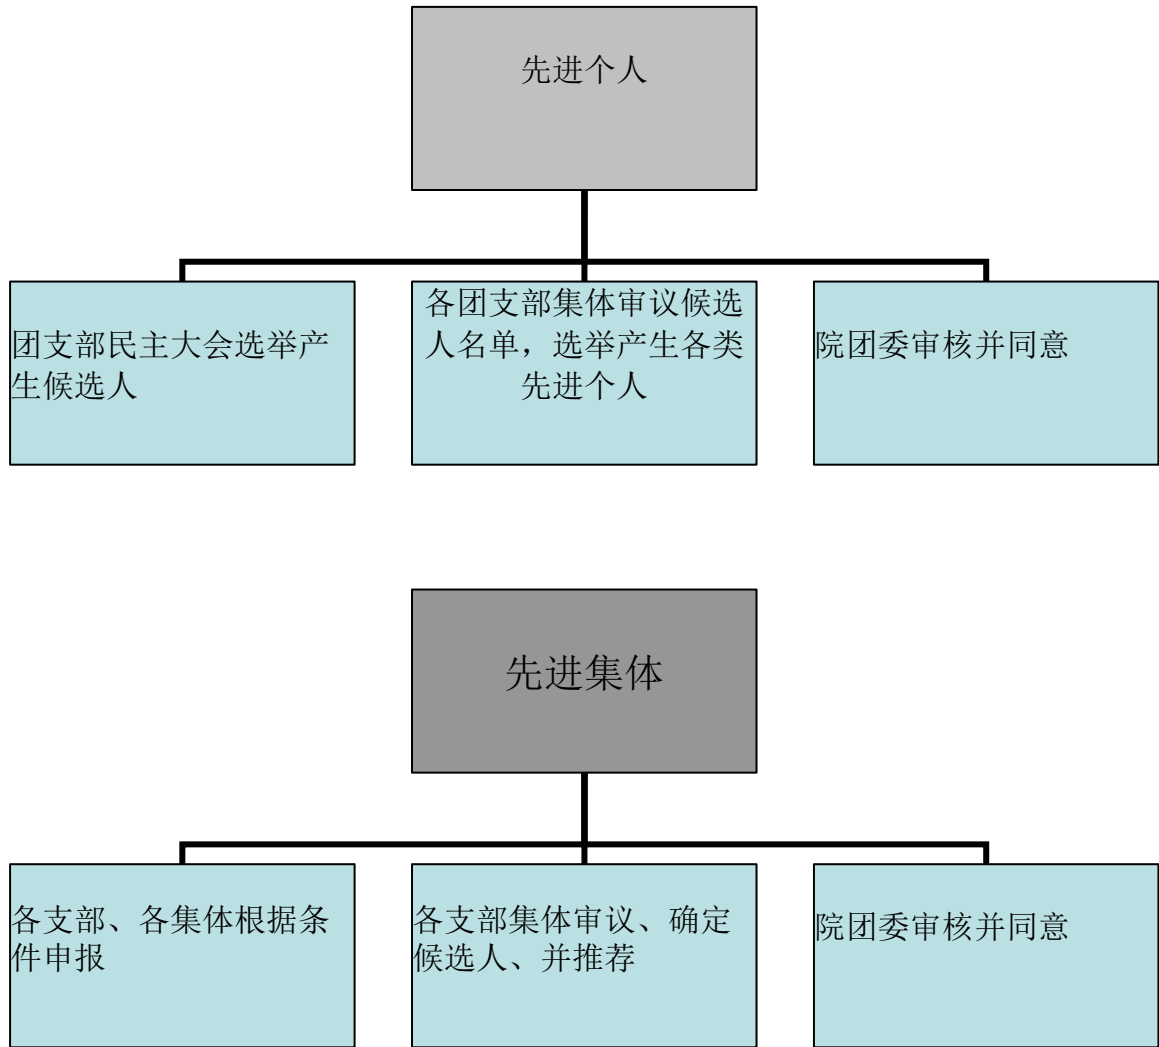 先进个人
团支部民主大会选举产
生候选人
各团支部集体审议候选
人名单，选举产生各类
先进个人
院团委审核并同意
先进集体
各支部、各集体根据条
件申报
各支部集体审议、确定
候选人、并推荐
院团委审核并同意